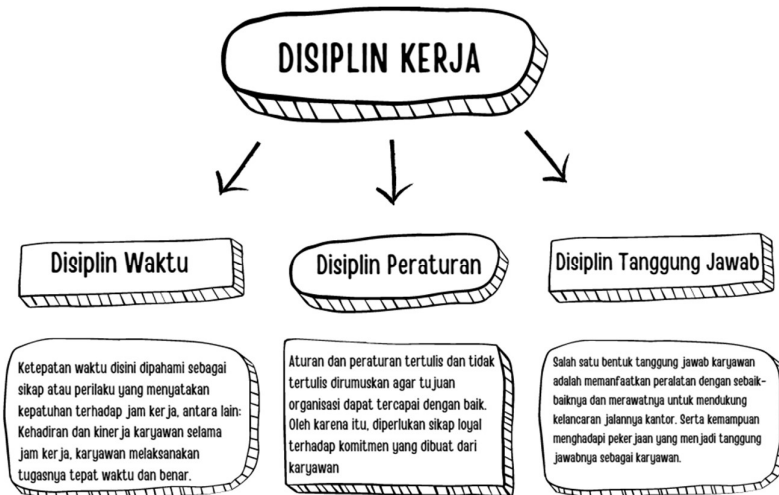 DISIPLIN KERJA
Disiplin Waktu
Disiplin Peraturan
Disiplin Tanggung Jawab
Ketepatan waktu disini dipahami sebagai
sikap atau perilaku yang menyatakan
kepatuhan terhadap jam kerja, antara lain:
Kehadiran dan kinerja karyawan selama
jam kerja, karyawan melaksanakan
tugasnya tepat waktu dan benar.
Aturan dan peraturan tertulis dan tidak
tertulis dirumuskan agar tujuan
organisasi dapat tercapai dengan baik.
Oleh karena itu, diperlukan sikap loyal
terhadap komitmen yang dibuat dari
karyawan
Salah satu bentuk tanggung jawab karyawan
adalah memanfaatkan peralatan dengan sebaik-
baiknya dan merawatnya untuk mendukung
kelancaran jalannya kantor. Serta kemampuan
menghadapi pekerjaan yang menjadi tanggung
jawabnya sebagai karyawan.